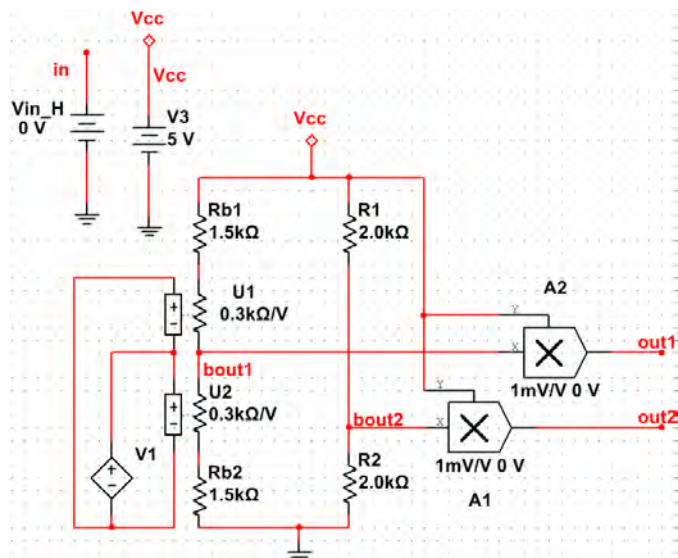 Vcc
in
Vcc
Vin_H
0 V
V3
5 V
Vcc
Rb1
1.5kΩ
R1
2.0kΩ
U1
0.3kΩ/V
A2
Y
X
out1
1mV/V 0 V
bout1
U2
0.3kΩ/V
Y
bout2
X
out2
1mV/V 0 V
V1
Rb2
1.5kΩ
R2
2.0kΩ
A1